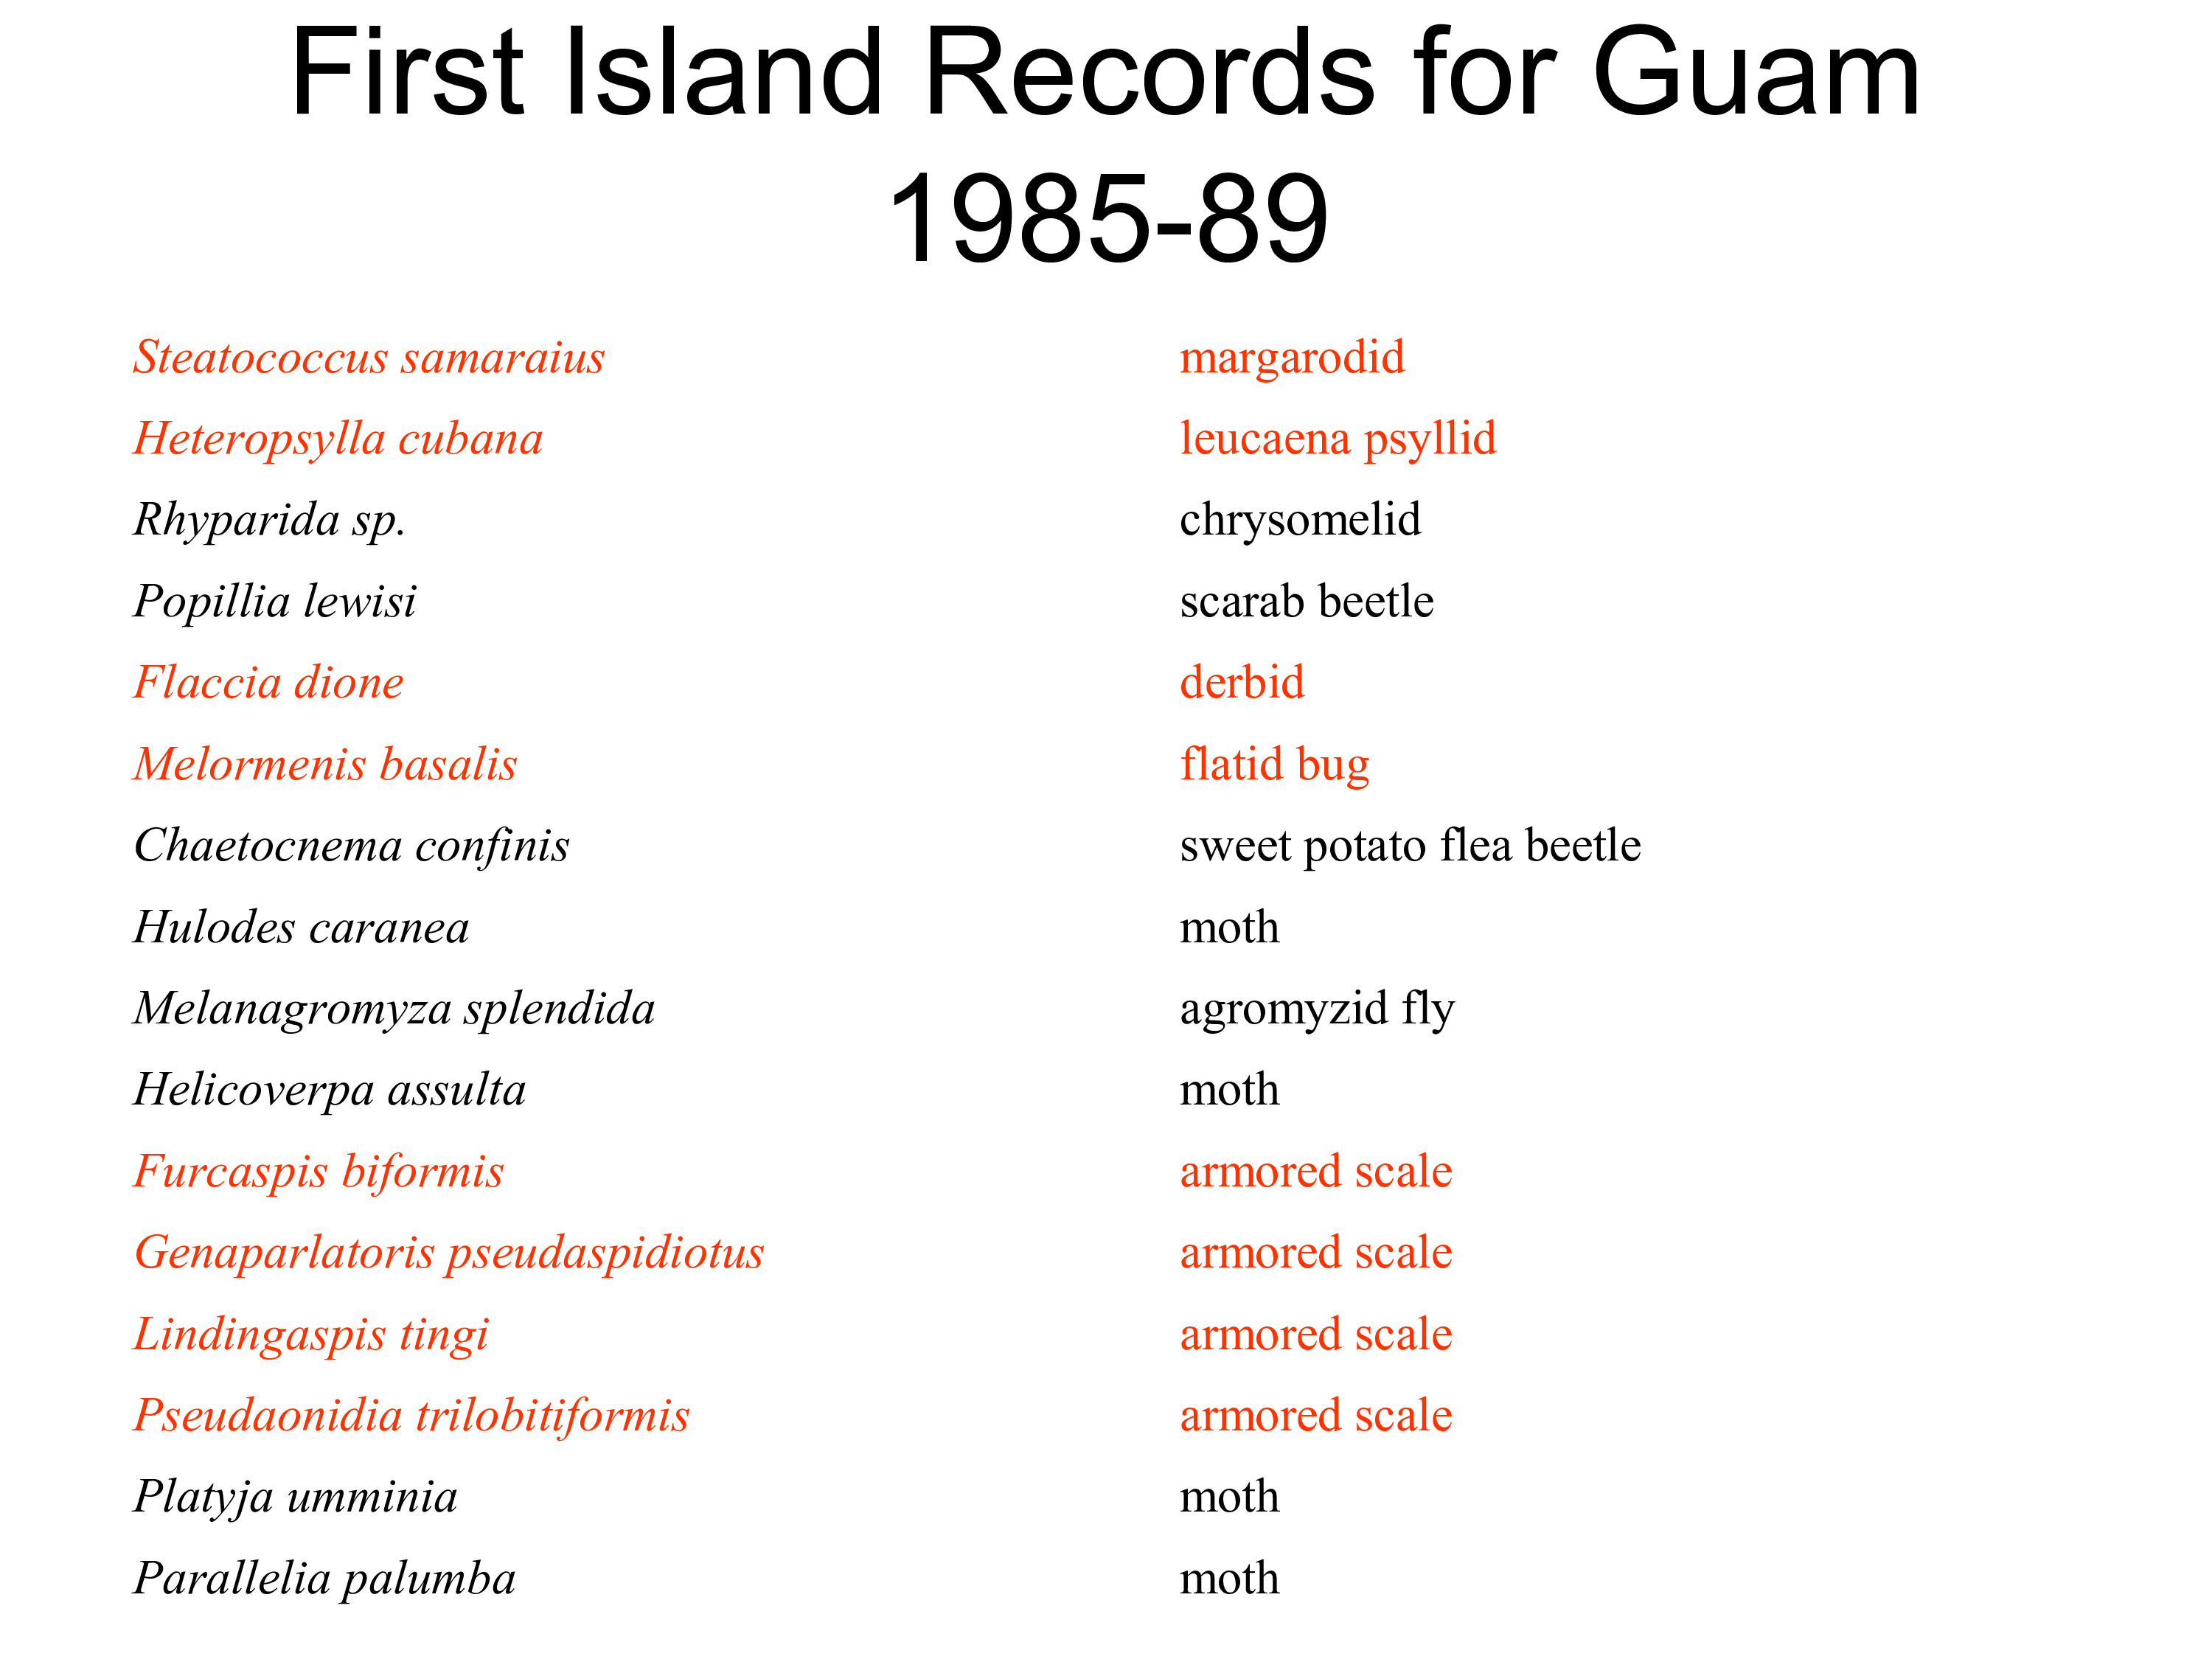 First Island Records for Guam
1985-89
Steatococcus samaraius margarodid
Heteropsylla cubana leucaena psyllid
Rhyparida sp. chrysomelid
Popillia lewisi scarab beetle
Flaccia dione derbid
Melormenis basalis flatid bug
Chaetocnema confinis sweet potato flea beetle
Hulodes caranea moth
Melanagromyza splendida agromyzid fly
Helicoverpa assulta moth
Furcaspis biformis armored scale
Genaparlatoris pseudaspidiotus armored scale
Lindingaspis tingi armored scale
Pseudaonidia trilobitiformis armored scale
Platyja umminia moth
Parallelia palumba moth